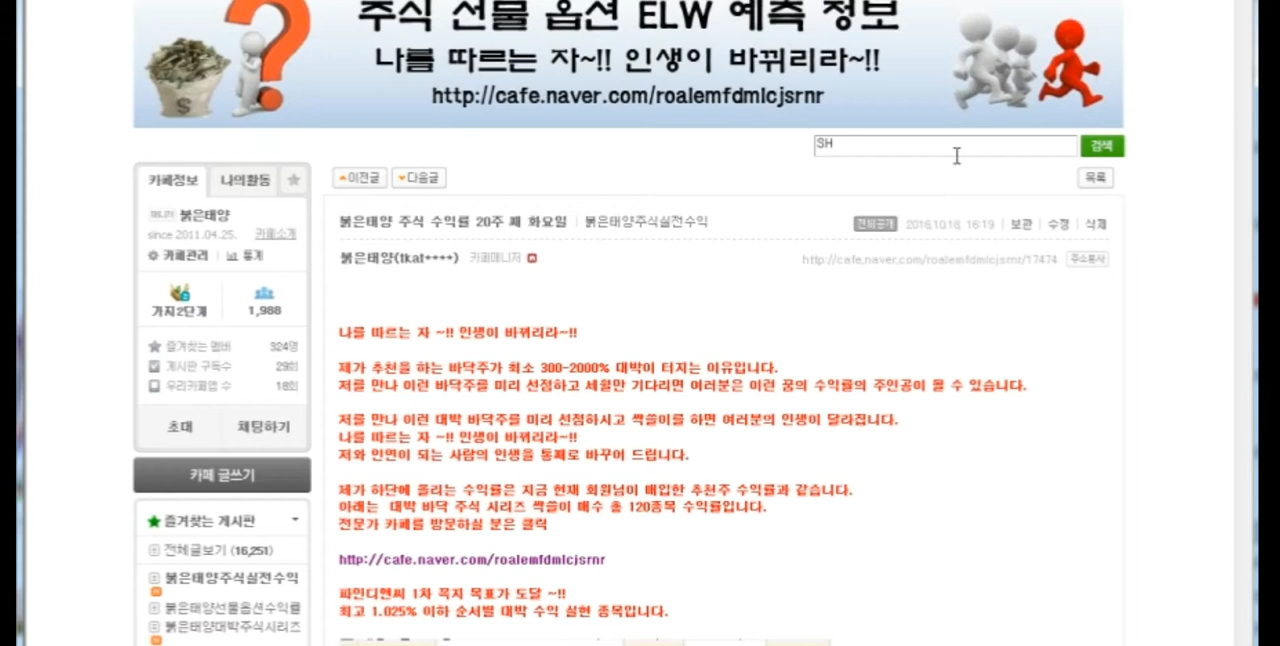 주식 선물 옵션 ELW 예측 정보
나를 따르는 자~!! 인생이 바뀌리라~!!
http://cafe.naver.com/roalemfdmlcjsrnr
SH
검색
카페정보 나의활동
이전글 다음글
목록
붉은태양
since 2011.04.25. 카페소개
카페관리 통계
붉은태양 주식 수익률 20주 째 화요일 | 붉은태양주식실전수익
전체공개 2016.10.18. 16:19 | 보관 | 수정 | 삭제
붉은태양(tkat****) 카페매니저
http://cafe.naver.com/roalemfdmlcjsrnr/17474 주소복사
가지2단계 1,988
즐겨찾는 멤버 324명
게시판 구독수 29회
우리카페앱 수 18회
초대 채팅하기
카페 글쓰기
즐겨찾는 게시판
전체글보기 (16,251)
붉은태양주식실전수익
붉은태양선물옵션수익률
붉은태양대박주식시리즈
나를 따르는 자 ~!! 인생이 바뀌리라~!!
제가 추천을 하는 바닥주가 최소 300-2000% 대박이 터지는 이유입니다.
저를 만나 이런 바닥주를 미리 선점하고 세월만 기다리면 여러분은 이런 꿈의 수익률의 주인공이 될 수 있습니다.
저를 만나 이런 대박 바닥주를 미리 선점하시고 싹쓸이를 하면 여러분의 인생이 달라집니다.
나를 따르는 자 ~!! 인생이 바뀌리라~!!
저와 인연이 되는 사람의 인생을 통째로 바꾸어 드립니다.
제가 하단에 올리는 수익률은 지금 현재 회원님이 매입한 추천주 수익률과 같습니다.
아래는 대박 바닥 주식 시리즈 싹쓸이 매수 총 120종목 수익률입니다.
전문가 카페를 방문하실 분은 클릭
http://cafe.naver.com/roalemfdmlcjsrnr
파인디앤씨 1차 쪽지 목표가 도달 ~!!
최고 1.025% 이하 순서별 대박 수익 실현 종목입니다.